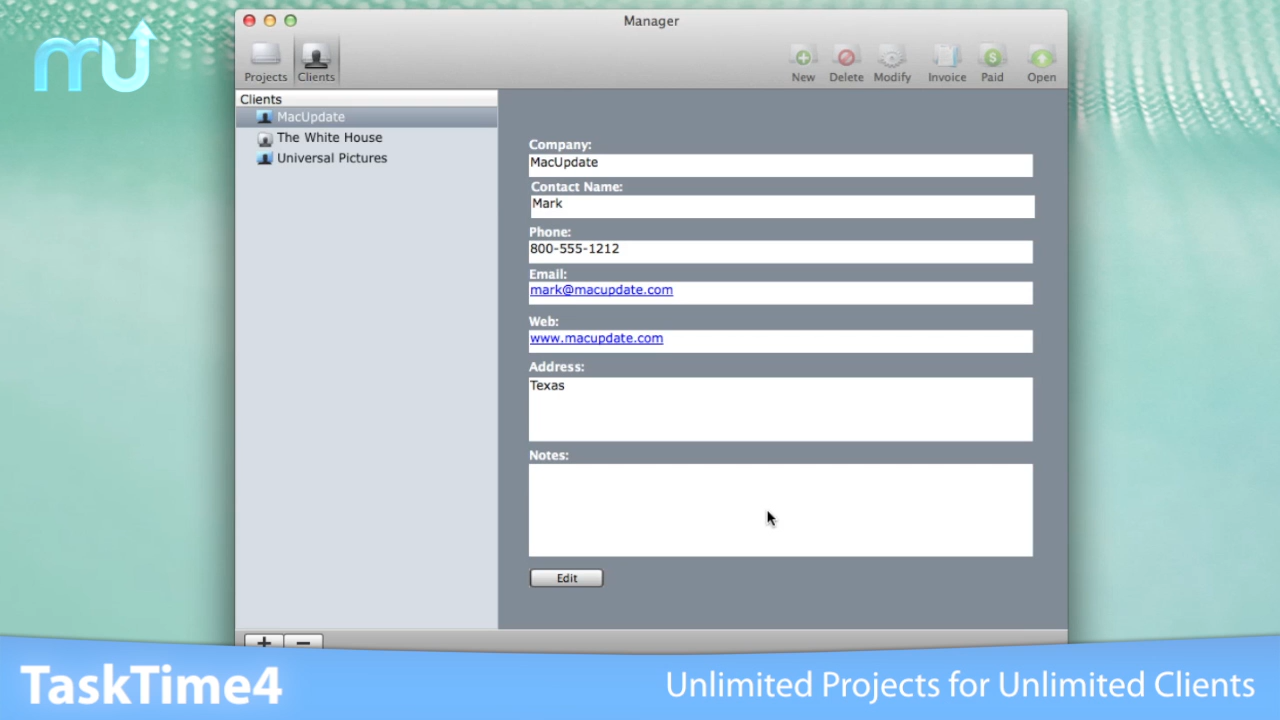 mu
Manager
Projects
Clients
New
Delete
Modify
Invoice
Paid
Open
Clients
MacUpdate
The White House
Universal Pictures
Company:
MacUpdate
Contact Name:
Mark
Phone:
800-555-1212
Email:
mark@macupdate.com
Web:
www.macupdate.com
Address:
Texas
Notes:
Edit
TaskTime4
Unlimited Projects for Unlimited Clients